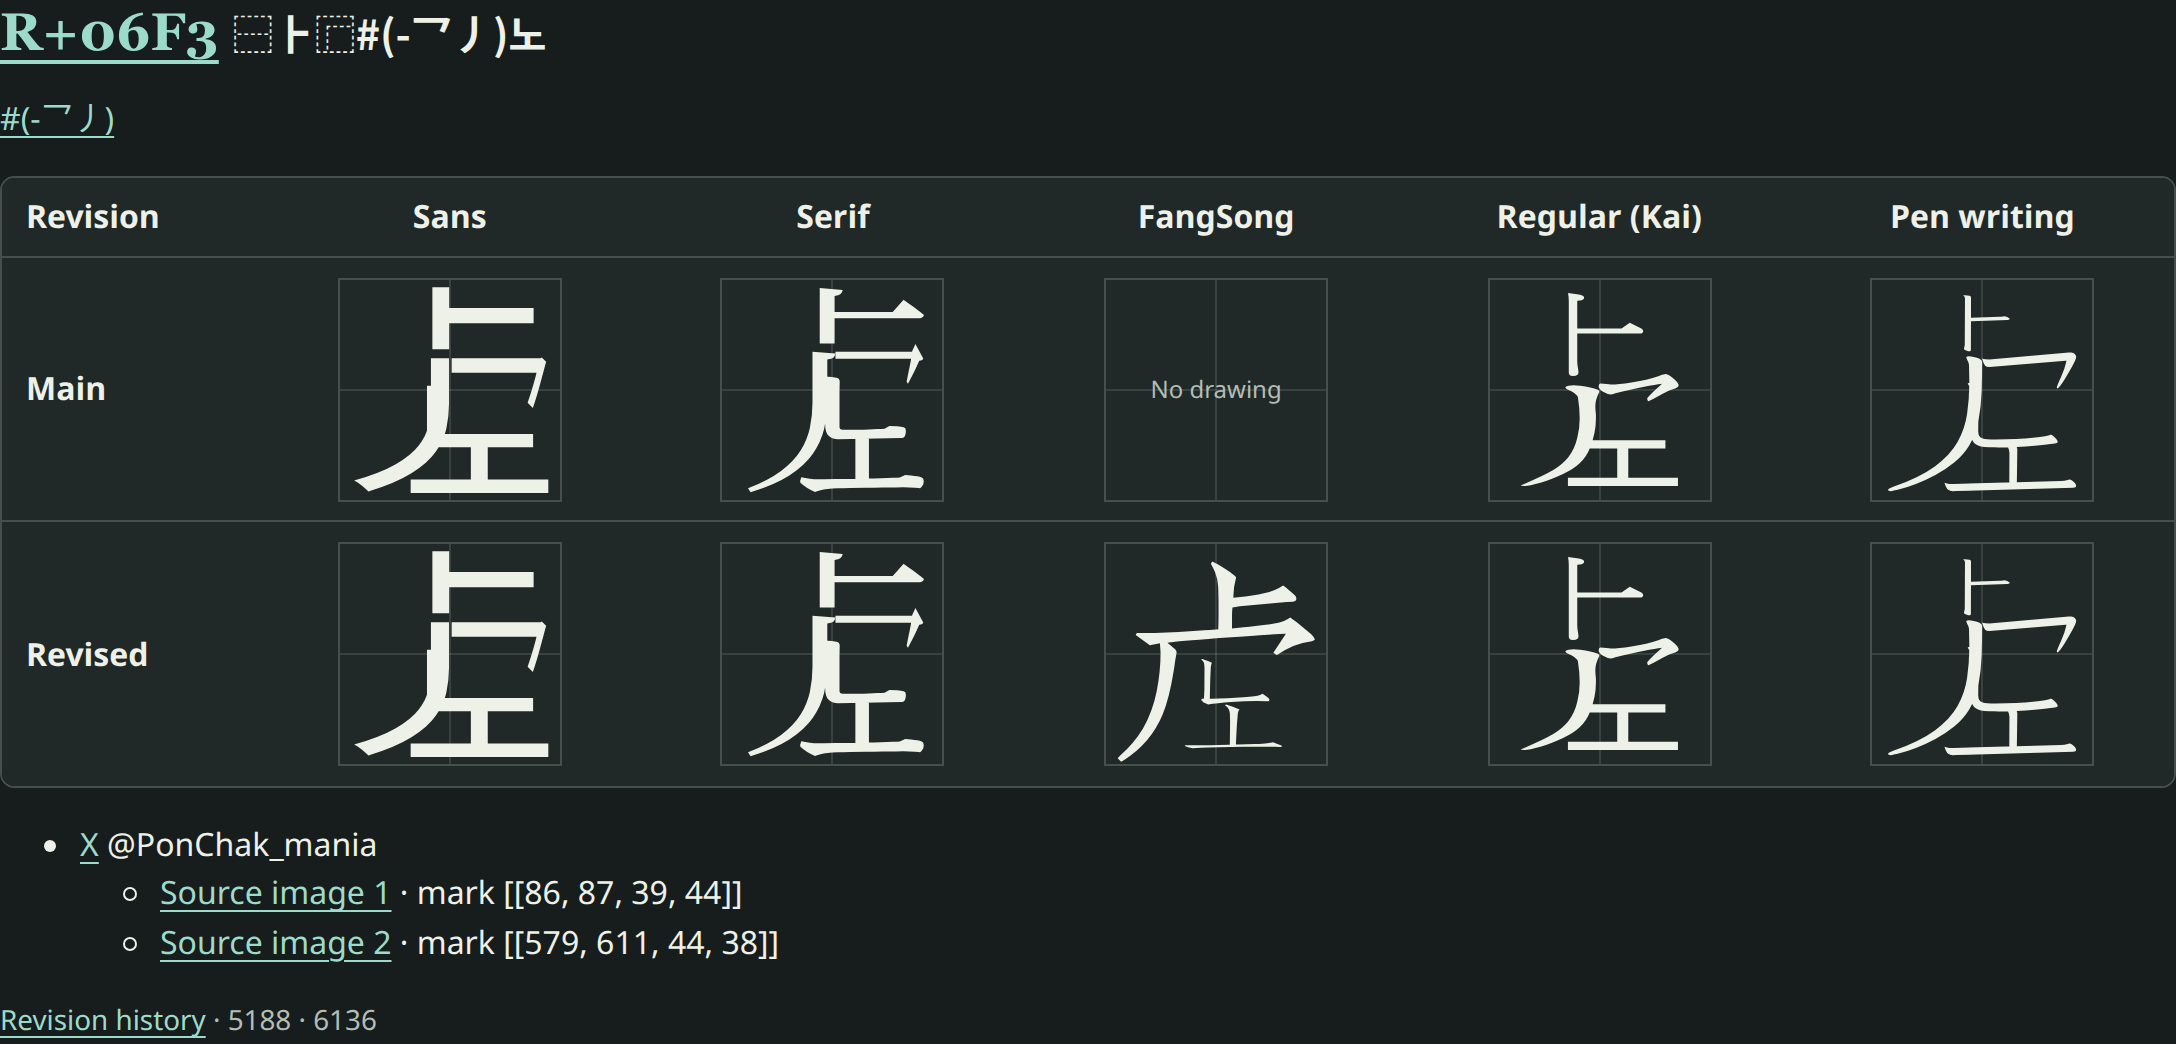 R+06F3 ⿱⺊⿸#(-乛丿)노
#(-乛丿)
Revision Sans Serif FangSong Regular (Kai) Pen writing
Main No drawing
Revised
X @PonChak_mania
Source image 1 · mark [[86, 87, 39, 44]]
Source image 2 · mark [[579, 611, 44, 38]]
Revision history · 5188 · 6136